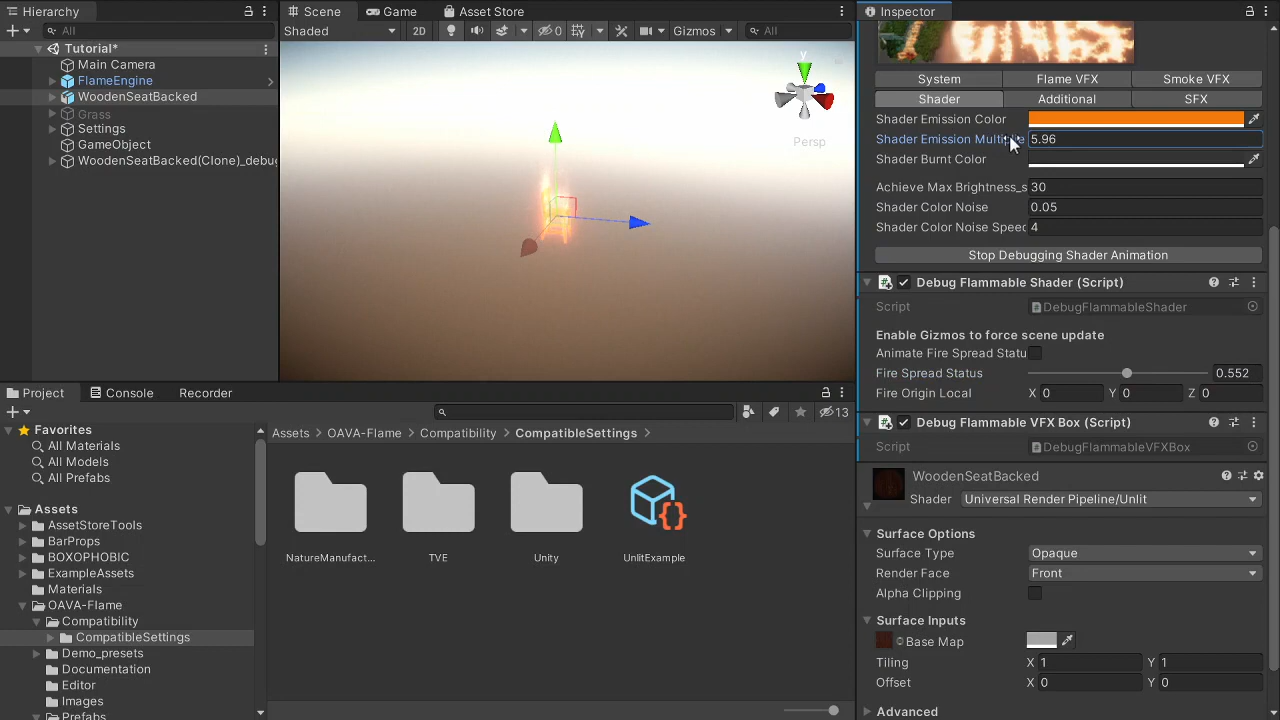 Hierarchy
All
Tutorial*
Main Camera
FlameEngine
WoodenSeatBacked
Grass
Settings
GameObject
WoodenSeatBacked(Clone)_debug
Scene
Game
Asset Store
Shaded
2D
0
Gizmos
All
y
Persp
Project
Console
Recorder
13
Favorites
All Materials
All Models
All Prefabs
Assets
AssetStoreTools
BarProps
BOXOPHOBIC
ExampleAssets
Materials
OAVA-Flame
Compatibility
CompatibleSettings
Demo_presets
Documentation
Editor
Images
Prefabs
Assets > OAVA-Flame > Compatibility > CompatibleSettings >
NatureManufact...
TVE
Unity
UnlitExample
Inspector
System
Flame VFX
Smoke VFX
Shader
Additional
SFX
Shader Emission Color
Shader Emission Multiplie 5.96
Shader Burnt Color
Achieve Max Brightness_s 30
Shader Color Noise 0.05
Shader Color Noise Speed 4
Stop Debugging Shader Animation
Debug Flammable Shader (Script)
Script DebugFlammableShader
Enable Gizmos to force scene update
Animate Fire Spread Statu
Fire Spread Status 0.552
Fire Origin Local X 0 Y 0 Z 0
Debug Flammable VFX Box (Script)
Script DebugFlammableVFXBox
WoodenSeatBacked
Shader Universal Render Pipeline/Unlit
Surface Options
Surface Type Opaque
Render Face Front
Alpha Clipping
Surface Inputs
Base Map
Tiling X 1 Y 1
Offset X 0 Y 0
Advanced